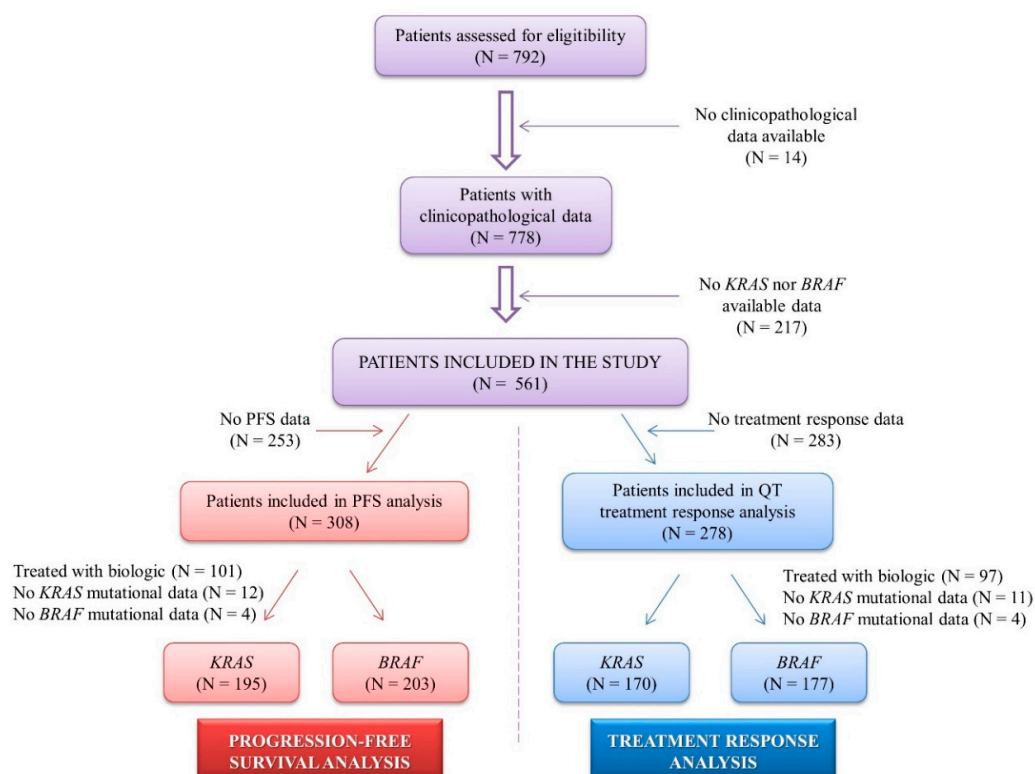 Patients assessed for eligitibility
(N = 792)
No clinicopathological
data available
(N = 14)
Patients with
clinicopathological data
(N = 778)
No KRAS nor BRAF
available data
(N = 217)
PATIENTS INCLUDED IN THE STUDY
(N =  561)
No PFS data
(N = 253)
No treatment response data
(N = 283)
Patients included in PFS analysis
(N = 308)
Patients included in QT
treatment response analysis
(N = 278)
Treated with biologic (N = 101)
No KRAS mutational data (N = 12)
No BRAF mutational data (N = 4)
Treated with biologic (N = 97)
No KRAS mutational data (N = 11)
No BRAF mutational data (N = 4)
KRAS
(N = 195)
BRAF
(N = 203)
KRAS
(N = 170)
BRAF
(N = 177)
PROGRESSION-FREE
SURVIVAL ANALYSIS
TREATMENT RESPONSE
ANALYSIS